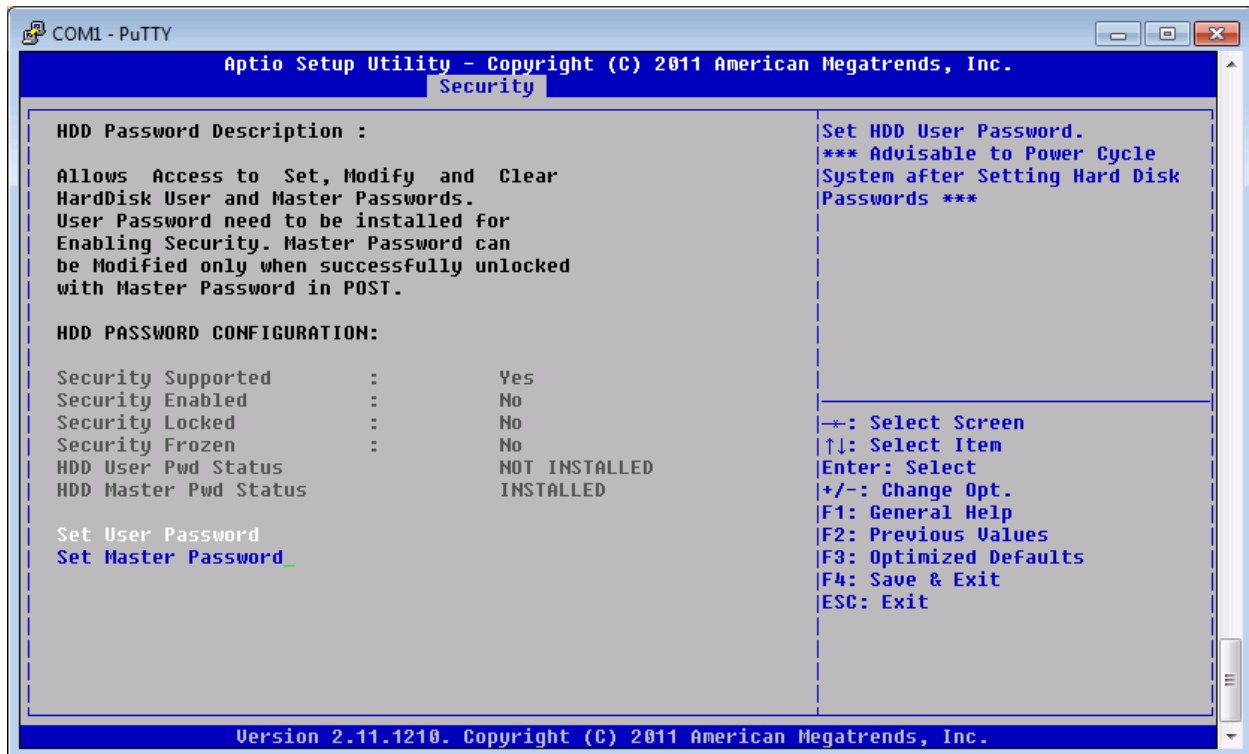 COM1 - PuTTY
Aptio Setup Utility - Copyright (C) 2011 American Megatrends, Inc.
Security
HDD Password Description :
Allows Access to Set, Modify and Clear
HardDisk User and Master Passwords.
User Password need to be installed for
Enabling Security. Master Password can
be Modified only when successfully unlocked
with Master Password in POST.
HDD PASSWORD CONFIGURATION:
Security Supported : Yes
Security Enabled : No
Security Locked : No
Security Frozen : No
HDD User Pwd Status NOT INSTALLED
HDD Master Pwd Status INSTALLED
Set User Password
Set Master Password_
Set HDD User Password.
*** Advisable to Power Cycle
System after Setting Hard Disk
Passwords ***
→←: Select Screen
↑↓: Select Item
Enter: Select
+/-: Change Opt.
F1: General Help
F2: Previous Values
F3: Optimized Defaults
F4: Save & Exit
ESC: Exit
Version 2.11.1210. Copyright (C) 2011 American Megatrends, Inc.